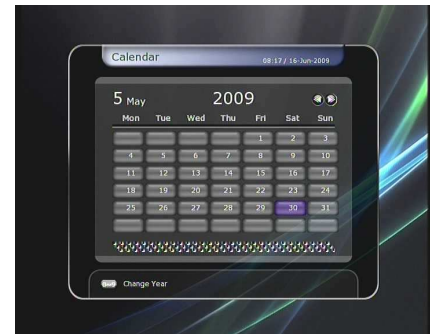 Calendar
08:17 / 16-Jun-2009
5 May 2009
Mon Tue Wed Thu Fri Sat Sun
1 2 3
4 5 6 7 8 9 10
11 12 13 14 15 16 17
18 19 20 21 22 23 24
25 26 27 28 29 30 31
Change Year